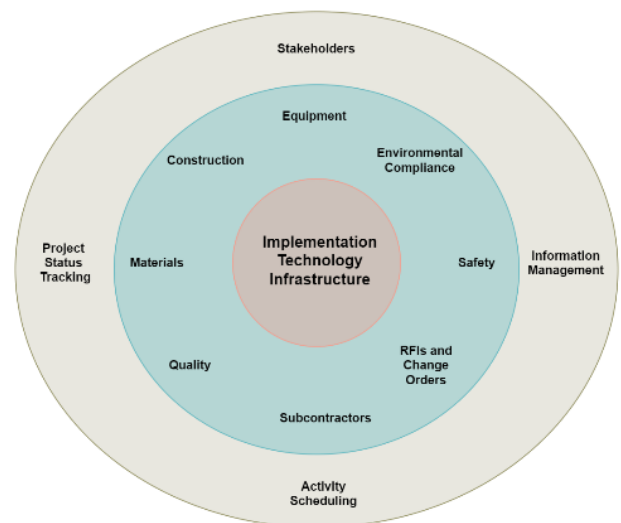 Stakeholders
Equipment
Construction
Environmental
Compliance
Project
Status
Tracking
Materials
Implementation
Technology
Infrastructure
Safety
Information
Management
Quality
RFIs and
Change
Orders
Subcontractors
Activity
Scheduling